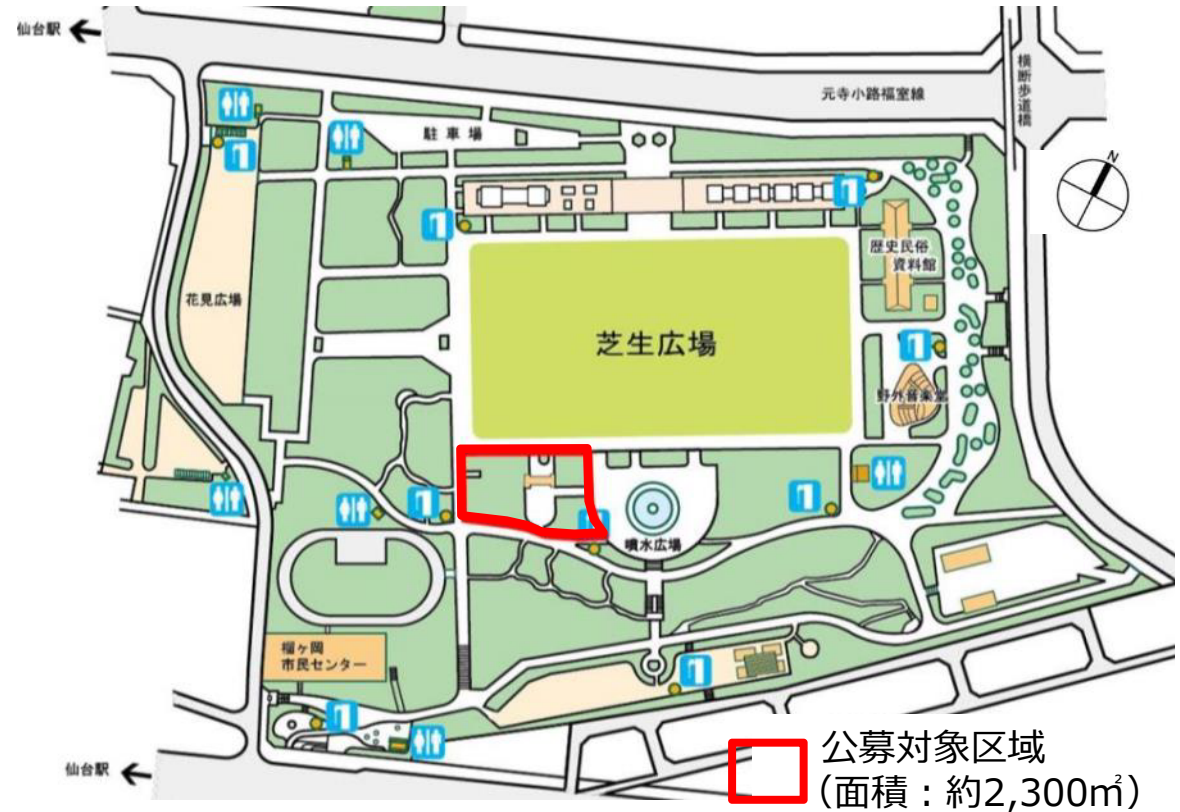 仙台駅
横断歩道橋
元寺小路福室線
駐車場
N
歴史民俗
資料館
花見広場
芝生広場
野外音楽堂
噴水広場
榴ヶ岡
市民センター
仙台駅
公募対象区域
(面積:約2,300㎡)